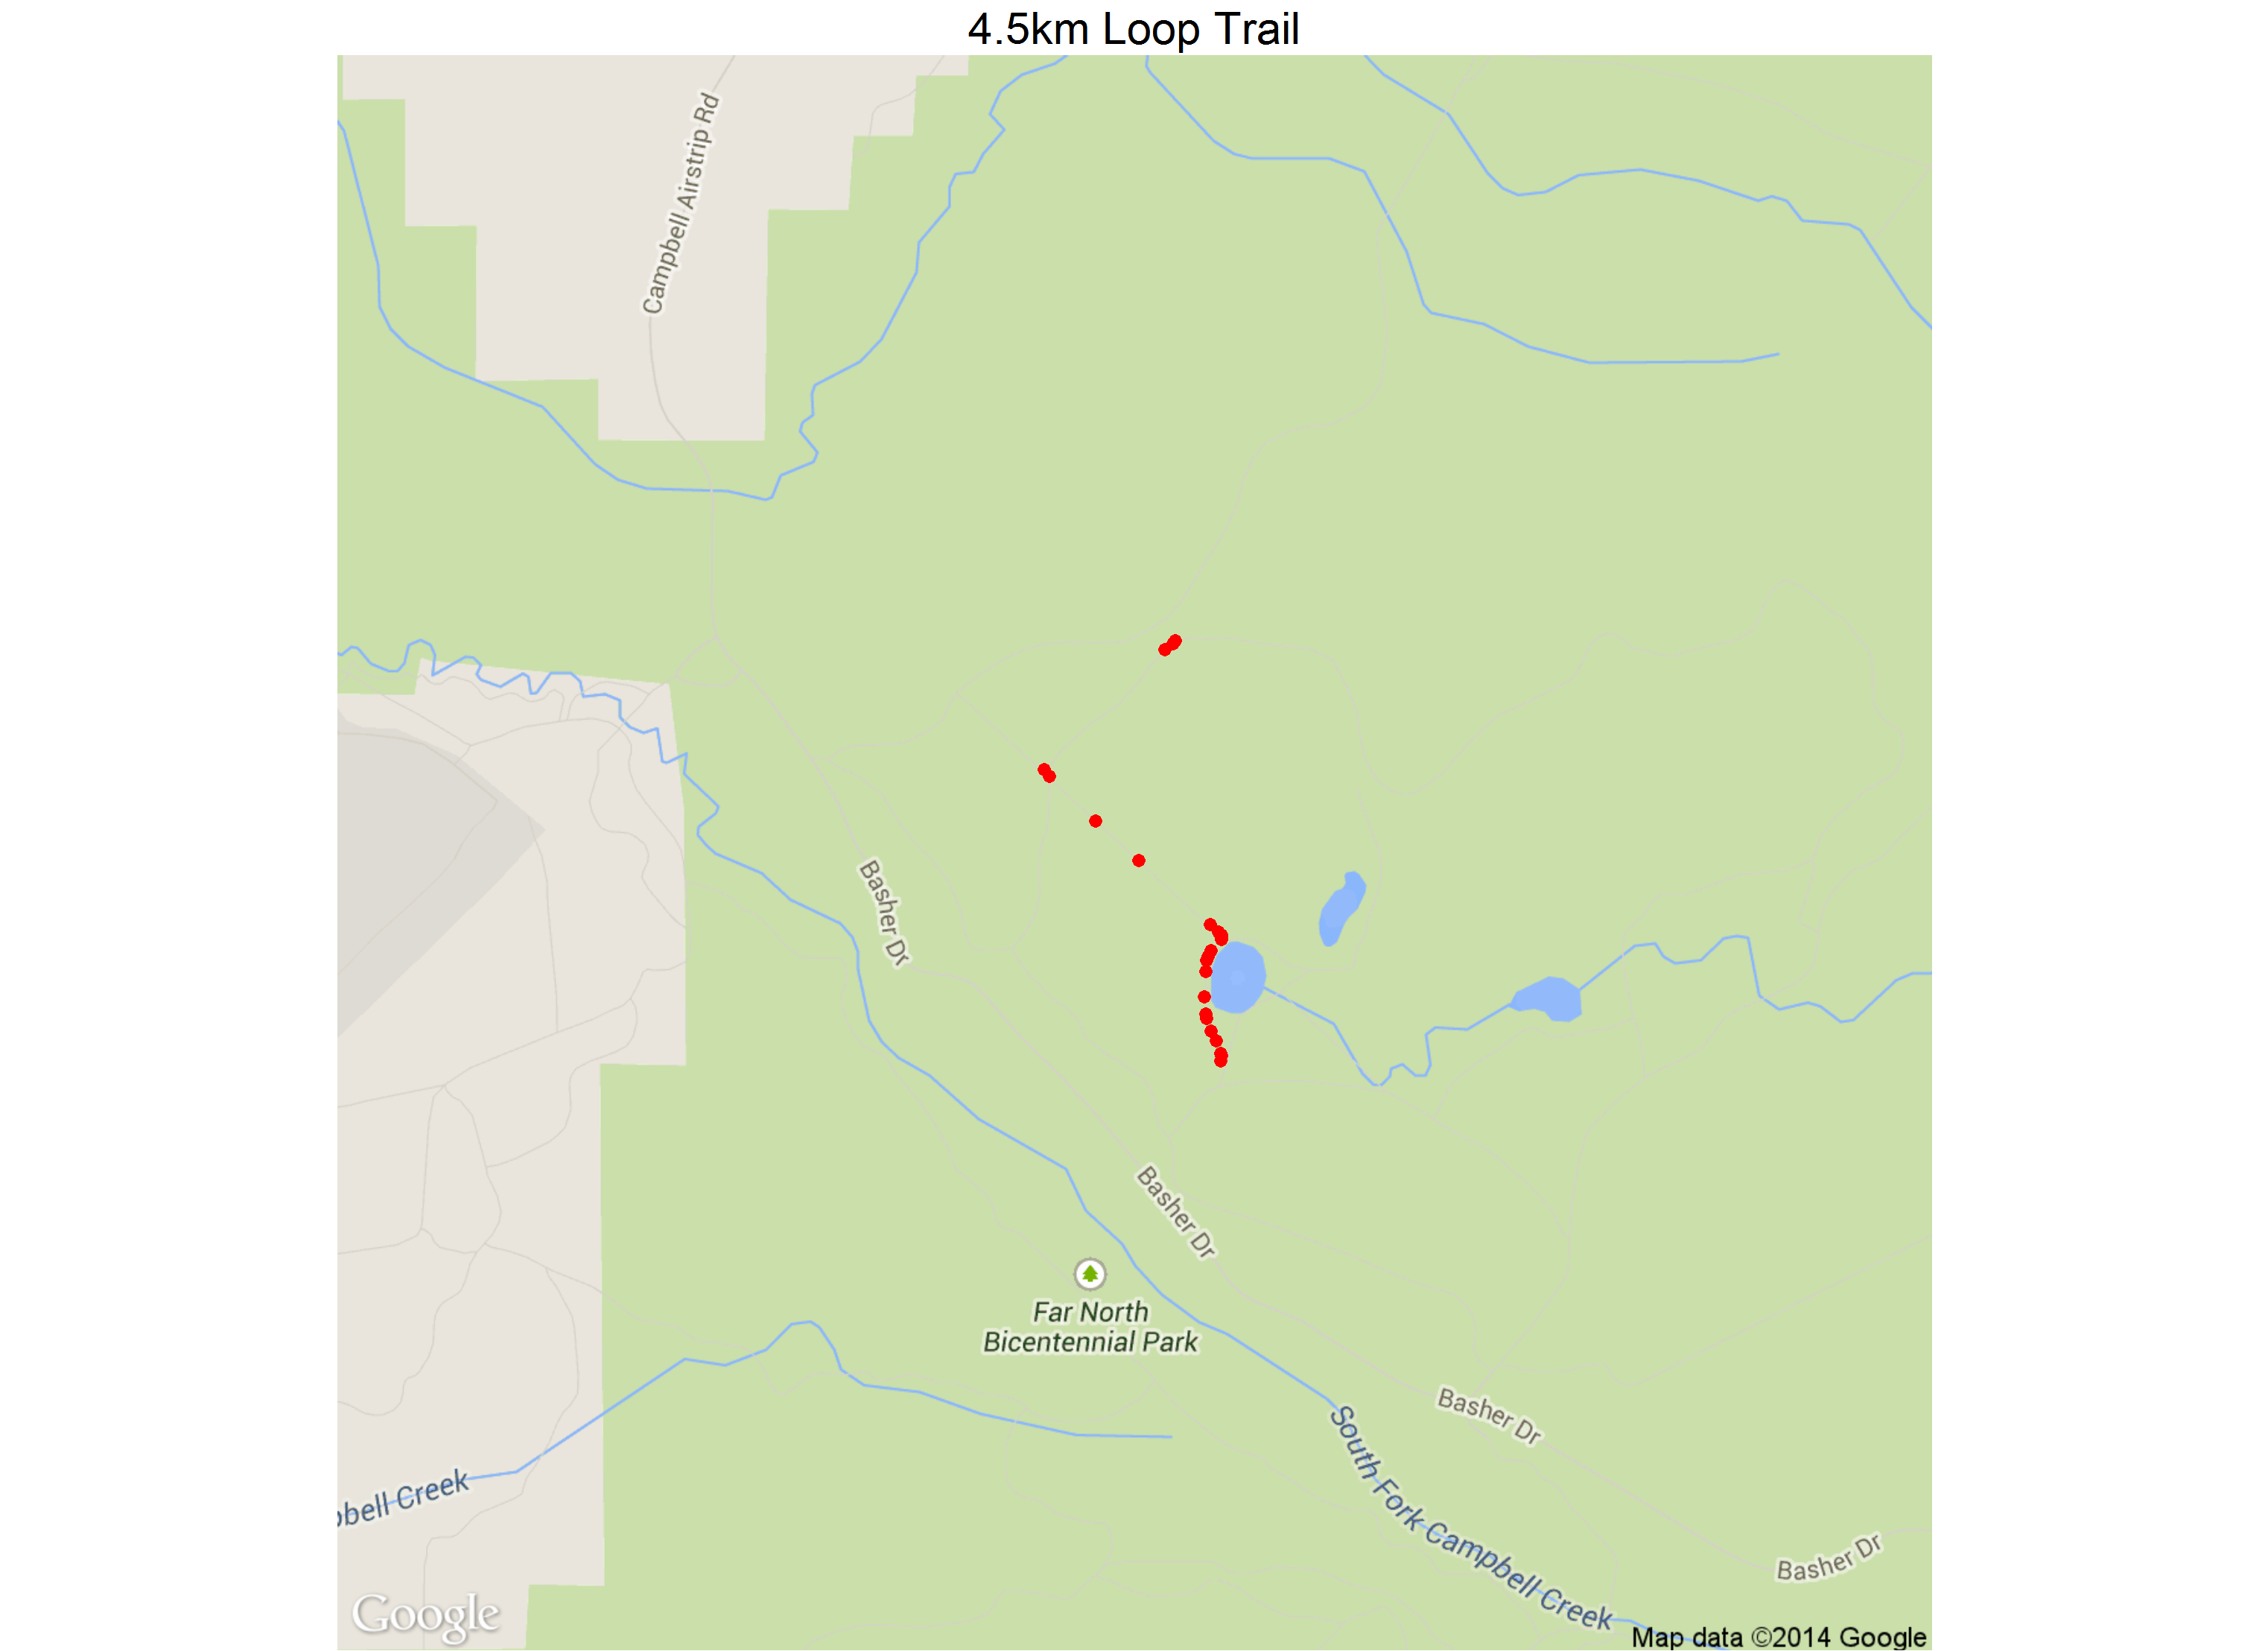 4.5km Loop Trail
Campbell Airstrip Rd
Basher Dr
Basher Dr
Far North
Bicentennial Park
Basher Dr
South Fork Campbell Creek
bell Creek
Basher Dr
Google
Map data ©2014 Google